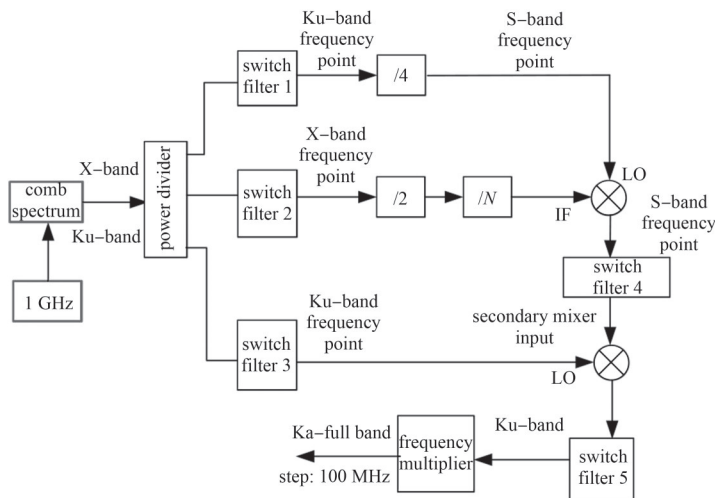 Ku-band
frequency
point
S-band
frequency
point
switch
filter 1
/4
LO
X-band
comb
spectrum
Ku-band
power divider
X-band
frequency
point
switch
filter 2
/2
/N
IF
S-band
frequency
point
1 GHz
switch
filter 4
Ku-band
frequency
point
secondary mixer
input
switch
filter 3
LO
Ka-full band
step: 100 MHz
frequency
multiplier
Ku-band
switch
filter 5